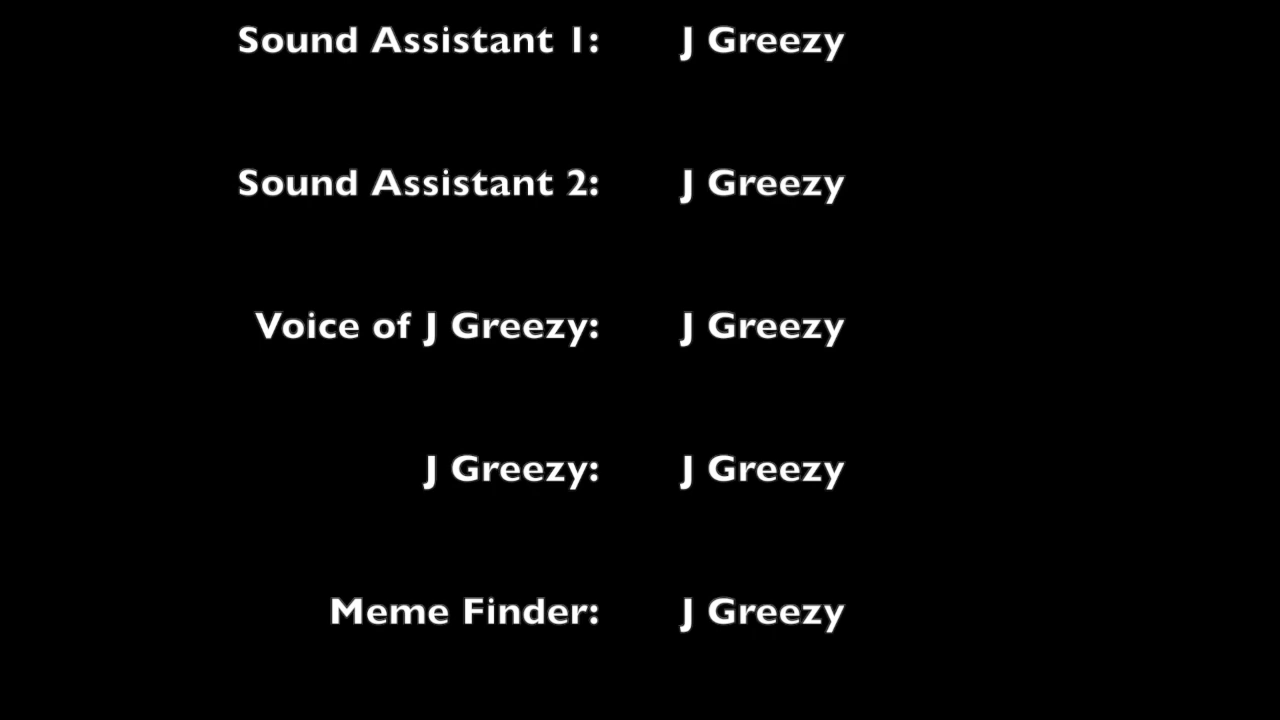 Sound Assistant 1: J Greezy
Sound Assistant 2: J Greezy
Voice of J Greezy: J Greezy
J Greezy: J Greezy
Meme Finder: J Greezy